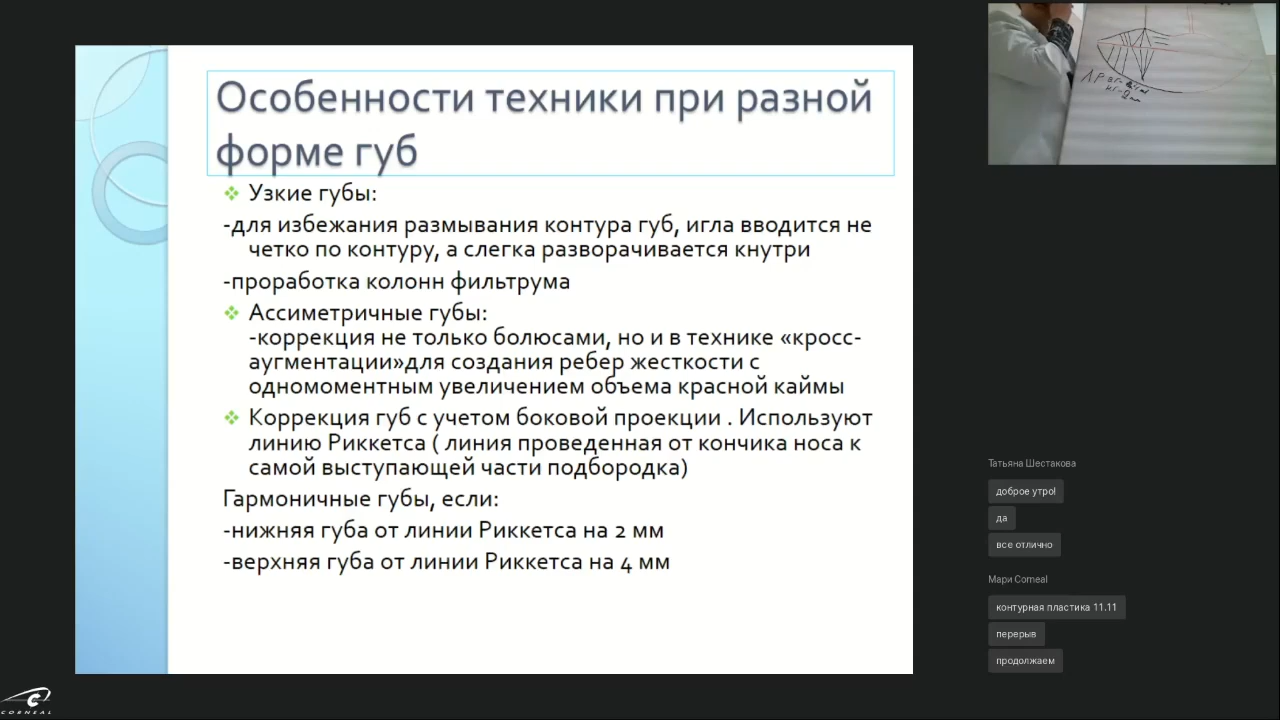 Особенности техники при разной
форме губ
Узкие губы:
-для избежания размывания контура губ, игла вводится не
четко по контуру, а слегка разворачивается кнутри
-проработка колонн фильтрума
Ассиметричные губы:
-коррекция не только болюсами, но и в технике «кросс-
аугментации»для создания ребер жесткости с
одномоментным увеличением объема красной каймы
Коррекция губ с учетом боковой проекции . Используют
линию Риккетса ( линия проведенная от кончика носа к
самой выступающей части подбородка)
Гармоничные губы, если:
-нижняя губа от линии Риккетса на 2 мм
-верхняя губа от линии Риккетса на 4 мм
Татьяна Шестакова
доброе утро!
да
все отлично
Мари Corneal
контурная пластика 11.11
перерыв
продолжаем
CORNEAL